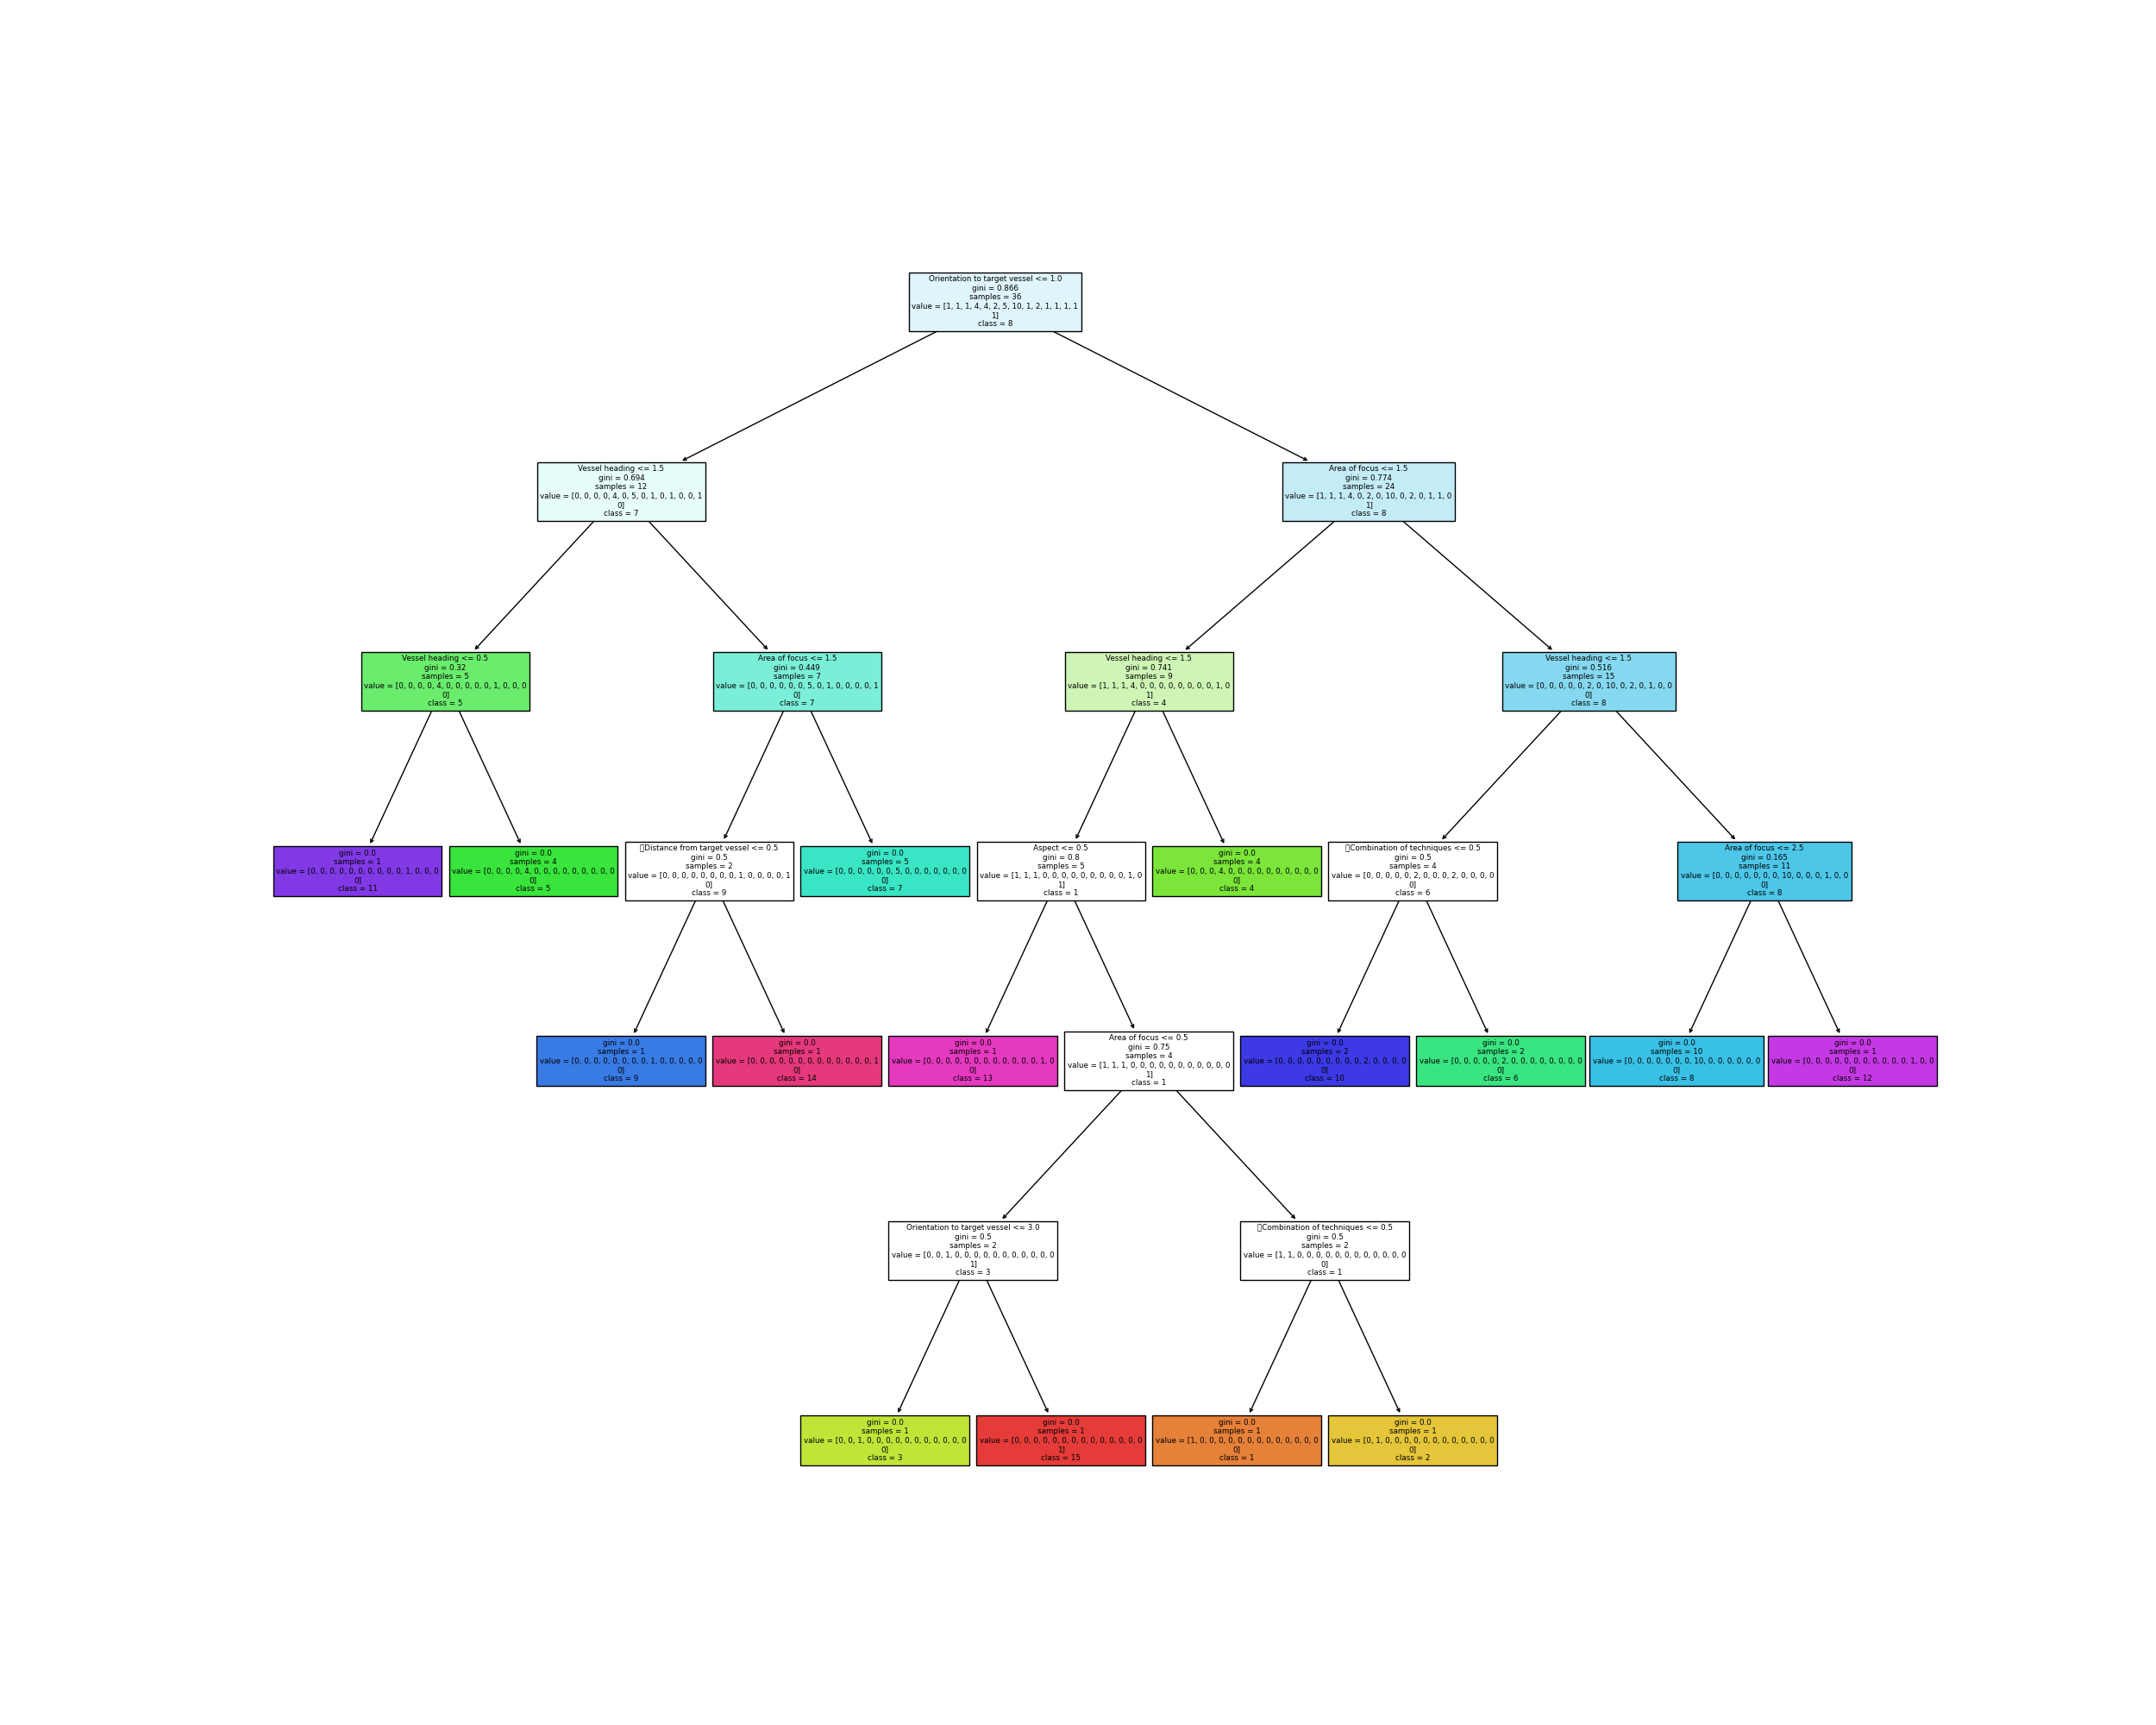 Orientation to target vessel <= 1.0
gini = 0.866
samples = 36
value = [1, 1, 1, 4, 4, 2, 5, 10, 1, 2, 1, 1, 1, 1
1]
class = 8
Vessel heading <= 1.5
gini = 0.694
samples = 12
value = [0, 0, 0, 0, 4, 0, 5, 0, 1, 0, 1, 0, 0, 1
0]
class = 7
Area of focus <= 1.5
gini = 0.774
samples = 24
value = [1, 1, 1, 4, 0, 2, 0, 10, 0, 2, 0, 1, 1, 0
1]
class = 8
Vessel heading <= 0.5
gini = 0.32
samples = 5
value = [0, 0, 0, 0, 4, 0, 0, 0, 0, 0, 1, 0, 0, 0
0]
class = 5
Area of focus <= 1.5
gini = 0.449
samples = 7
value = [0, 0, 0, 0, 0, 0, 5, 0, 1, 0, 0, 0, 0, 1
0]
class = 7
Vessel heading <= 1.5
gini = 0.741
samples = 9
value = [1, 1, 1, 4, 0, 0, 0, 0, 0, 0, 0, 0, 1, 0
1]
class = 4
Vessel heading <= 1.5
gini = 0.516
samples = 15
value = [0, 0, 0, 0, 0, 2, 0, 10, 0, 2, 0, 1, 0, 0
0]
class = 8
gini = 0.0
samples = 1
value = [0, 0, 0, 0, 0, 0, 0, 0, 0, 0, 1, 0, 0, 0
0]
class = 11
gini = 0.0
samples = 4
value = [0, 0, 0, 0, 4, 0, 0, 0, 0, 0, 0, 0, 0, 0
0]
class = 5
Distance from target vessel <= 0.5
gini = 0.5
samples = 2
value = [0, 0, 0, 0, 0, 0, 0, 0, 1, 0, 0, 0, 0, 1
0]
class = 9
gini = 0.0
samples = 5
value = [0, 0, 0, 0, 0, 0, 5, 0, 0, 0, 0, 0, 0, 0
0]
class = 7
Aspect <= 0.5
gini = 0.8
samples = 5
value = [1, 1, 1, 0, 0, 0, 0, 0, 0, 0, 0, 0, 1, 0
1]
class = 1
gini = 0.0
samples = 4
value = [0, 0, 0, 4, 0, 0, 0, 0, 0, 0, 0, 0, 0, 0
0]
class = 4
Combination of techniques <= 0.5
gini = 0.5
samples = 4
value = [0, 0, 0, 0, 0, 2, 0, 0, 0, 2, 0, 0, 0, 0
0]
class = 6
Area of focus <= 2.5
gini = 0.165
samples = 11
value = [0, 0, 0, 0, 0, 0, 0, 10, 0, 0, 0, 1, 0, 0
0]
class = 8
gini = 0.0
samples = 1
value = [0, 0, 0, 0, 0, 0, 0, 0, 1, 0, 0, 0, 0, 0
0]
class = 9
gini = 0.0
samples = 1
value = [0, 0, 0, 0, 0, 0, 0, 0, 0, 0, 0, 0, 0, 1
0]
class = 14
gini = 0.0
samples = 1
value = [0, 0, 0, 0, 0, 0, 0, 0, 0, 0, 0, 0, 1, 0
0]
class = 13
Area of focus <= 0.5
gini = 0.75
samples = 4
value = [1, 1, 1, 0, 0, 0, 0, 0, 0, 0, 0, 0, 0, 0
1]
class = 1
gini = 0.0
samples = 2
value = [0, 0, 0, 0, 0, 0, 0, 0, 0, 2, 0, 0, 0, 0
0]
class = 10
gini = 0.0
samples = 2
value = [0, 0, 0, 0, 0, 2, 0, 0, 0, 0, 0, 0, 0, 0
0]
class = 6
gini = 0.0
samples = 10
value = [0, 0, 0, 0, 0, 0, 0, 10, 0, 0, 0, 0, 0, 0
0]
class = 8
gini = 0.0
samples = 1
value = [0, 0, 0, 0, 0, 0, 0, 0, 0, 0, 0, 1, 0, 0
0]
class = 12
Orientation to target vessel <= 3.0
gini = 0.5
samples = 2
value = [0, 0, 1, 0, 0, 0, 0, 0, 0, 0, 0, 0, 0, 0
1]
class = 3
Combination of techniques <= 0.5
gini = 0.5
samples = 2
value = [1, 1, 0, 0, 0, 0, 0, 0, 0, 0, 0, 0, 0, 0
0]
class = 1
gini = 0.0
samples = 1
value = [0, 0, 1, 0, 0, 0, 0, 0, 0, 0, 0, 0, 0, 0
0]
class = 3
gini = 0.0
samples = 1
value = [0, 0, 0, 0, 0, 0, 0, 0, 0, 0, 0, 0, 0, 0
1]
class = 15
gini = 0.0
samples = 1
value = [1, 0, 0, 0, 0, 0, 0, 0, 0, 0, 0, 0, 0, 0
0]
class = 1
gini = 0.0
samples = 1
value = [0, 1, 0, 0, 0, 0, 0, 0, 0, 0, 0, 0, 0, 0
0]
class = 2